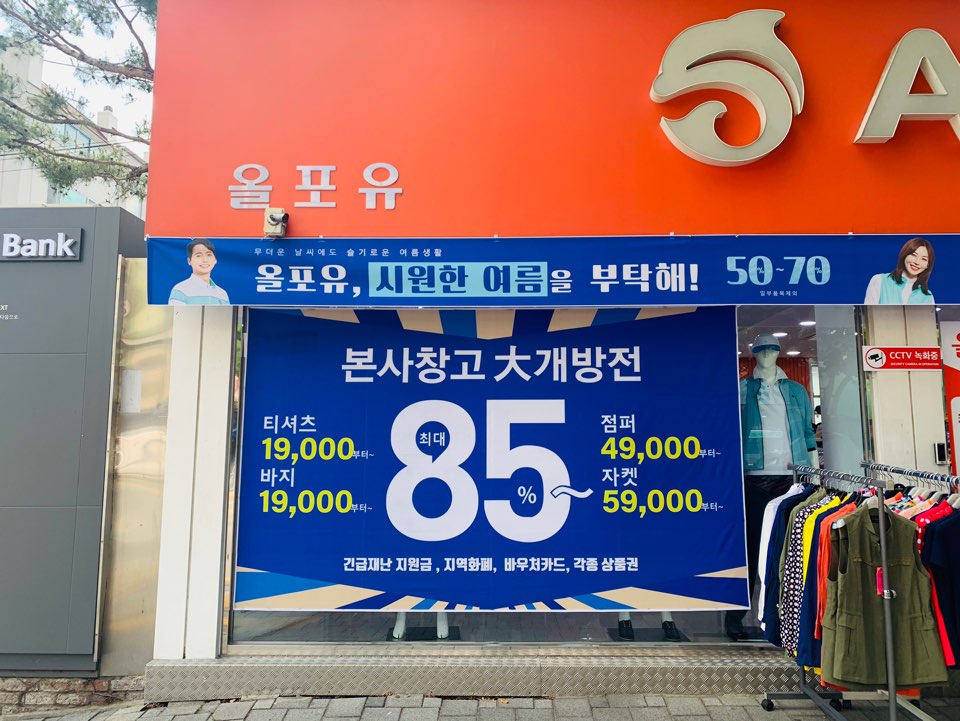 A
올포유
Bank
무더운 날씨에도 슬기로운 여름생활
올포유, 시원한 여름을 부탁해!
50%~70%
일부품목제외
본사창고 大개방전
티셔츠
19,000부터~
바지
19,000부터~
최대
85%~
점퍼
49,000부터~
자켓
59,000부터~
긴급재난 지원금 , 지역화폐, 바우처카드, 각종 상품권
CCTV 녹화중
SECURITY CAMERA IN OPERATION